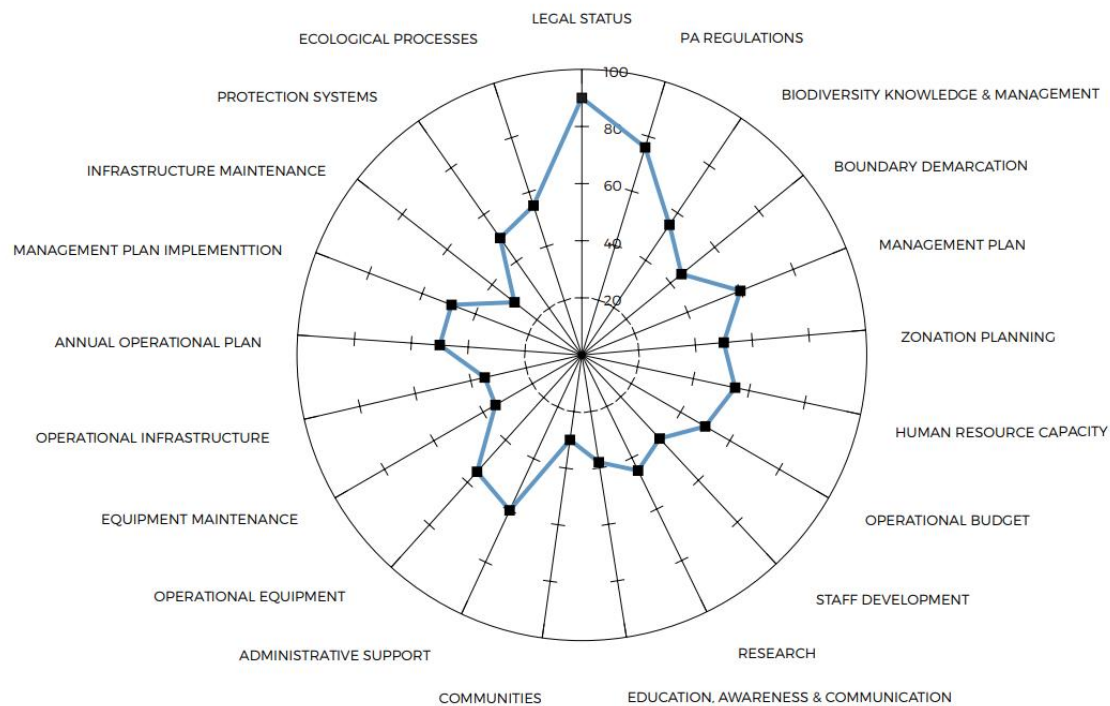 LEGAL STATUS
PA REGULATIONS
BIODIVERSITY KNOWLEDGE & MANAGEMENT
BOUNDARY DEMARCATION
MANAGEMENT PLAN
ZONATION PLANNING
HUMAN RESOURCE CAPACITY
OPERATIONAL BUDGET
STAFF DEVELOPMENT
RESEARCH
EDUCATION, AWARENESS & COMMUNICATION
COMMUNITIES
ADMINISTRATIVE SUPPORT
OPERATIONAL EQUIPMENT
EQUIPMENT MAINTENANCE
OPERATIONAL INFRASTRUCTURE
ANNUAL OPERATIONAL PLAN
MANAGEMENT PLAN IMPLEMENTTION
INFRASTRUCTURE MAINTENANCE
PROTECTION SYSTEMS
ECOLOGICAL PROCESSES
100
80
60
40
20